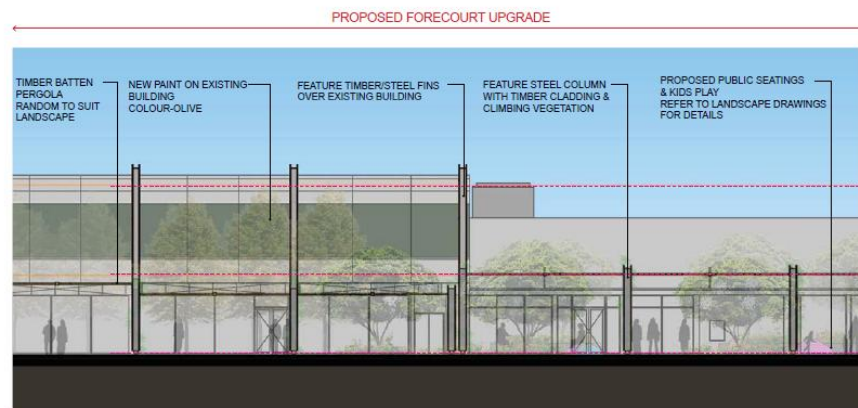 PROPOSED FORECOURT UPGRADE
TIMBER BATTEN
PERGOLA
RANDOM TO SUIT
LANDSCAPE
NEW PAINT ON EXISTING
BUILDING
COLOUR-OLIVE
FEATURE TIMBER/STEEL FINS
OVER EXISTING BUILDING
FEATURE STEEL COLUMN
WITH TIMBER CLADDING &
CLIMBING VEGETATION
PROPOSED PUBLIC SEATINGS
& KIDS PLAY
REFER TO LANDSCAPE DRAWINGS
FOR DETAILS